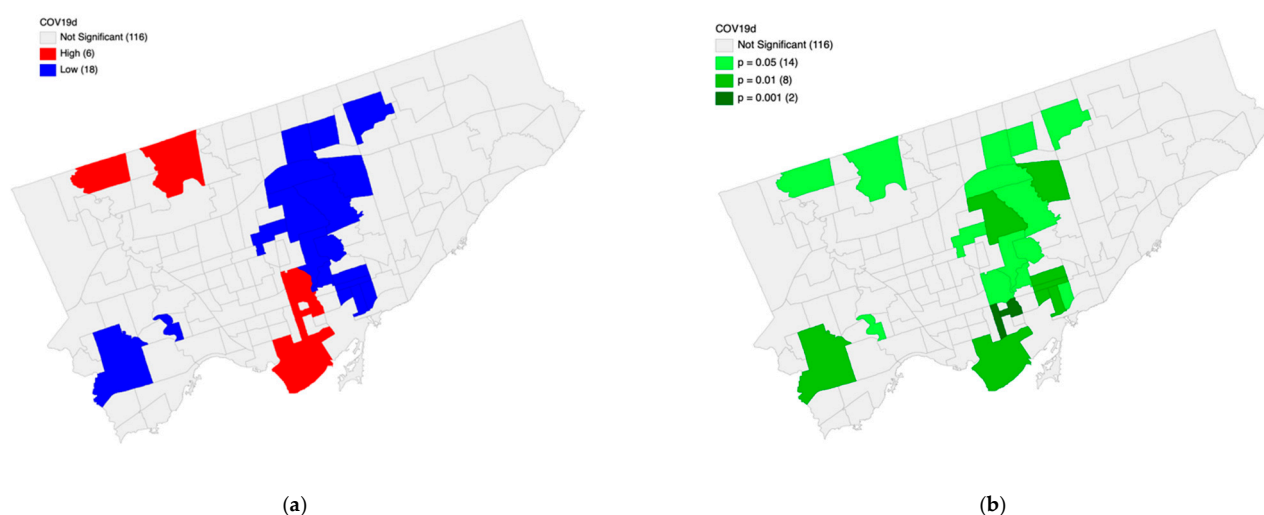 COV19d
Not Significant (116)
High (6)
Low (18)
COV19d
Not Significant (116)
p = 0.05 (14)
p = 0.01 (8)
p = 0.001 (2)
(a)
(b)